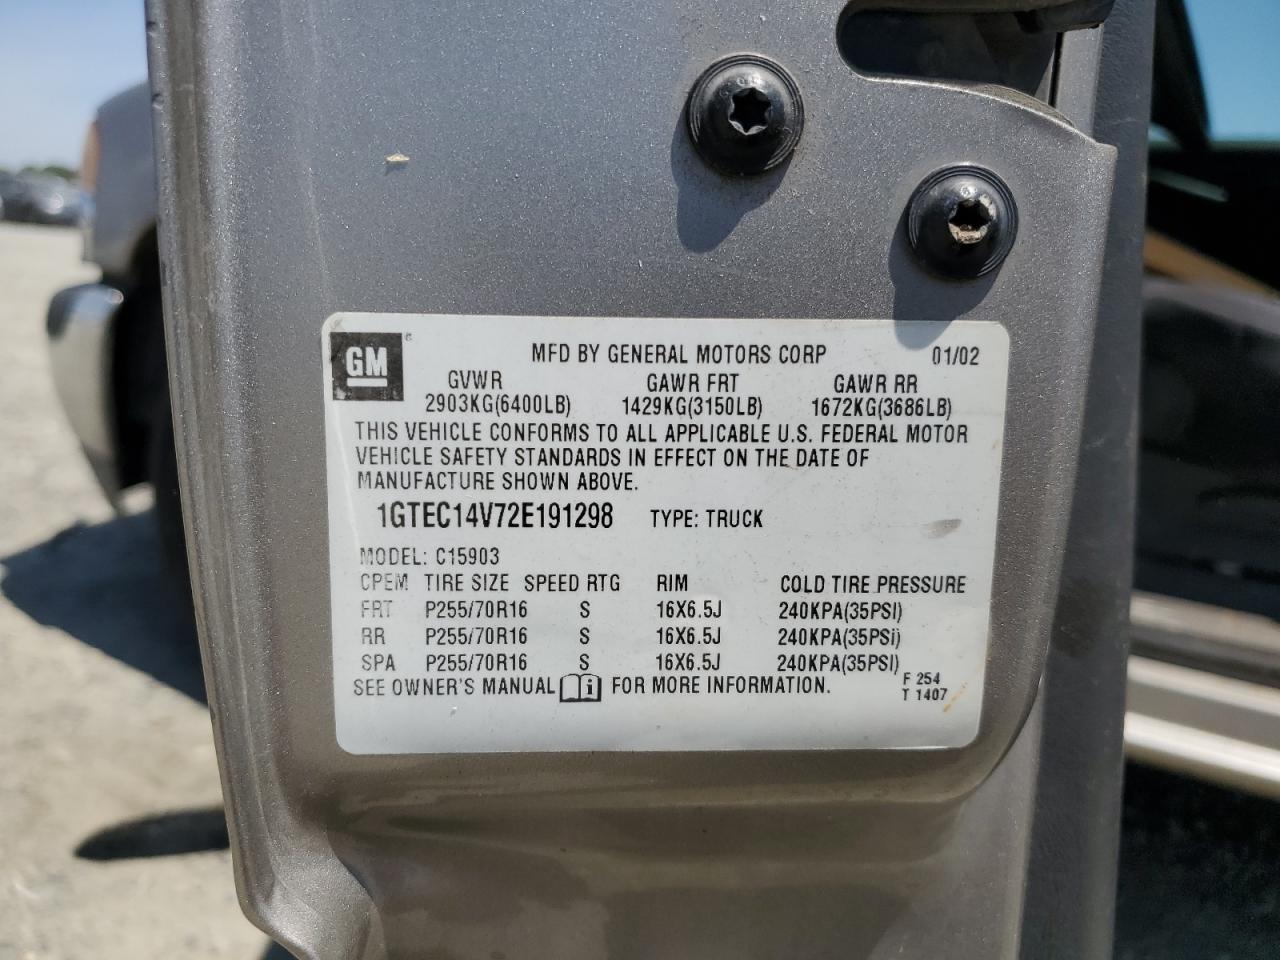 GM
MFD BY GENERAL MOTORS CORP 01/02
GVWR GAWR FRT GAWR RR
2903KG(6400LB) 1429KG(3150LB) 1672KG(3686LB)
THIS VEHICLE CONFORMS TO ALL APPLICABLE U.S. FEDERAL MOTOR
VEHICLE SAFETY STANDARDS IN EFFECT ON THE DATE OF
MANUFACTURE SHOWN ABOVE.
1GTEC14V72E191298 TYPE: TRUCK
MODEL: C15903
CPEM TIRE SIZE SPEED RTG RIM COLD TIRE PRESSURE
FRT P255/70R16 S 16X6.5J 240KPA(35PSI)
RR P255/70R16 S 16X6.5J 240KPA(35PSI)
SPA P255/70R16 S 16X6.5J 240KPA(35PSI)
SEE OWNER'S MANUAL i FOR MORE INFORMATION.
F 254
T 1407